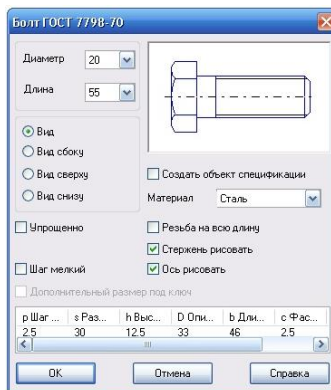 Болт ГОСТ 7798-70
Диаметр 20
Длина 55
Вид
Вид сбоку
Вид сверху
Вид снизу
Создать объект спецификации
Материал Сталь
Упрощенно
Резьба на всю длину
Стержень рисовать
Шаг мелкий
Ось рисовать
Дополнительный размер под ключ
p Шаг ... s Раз... h Выс... D Опи... b Дли... c Фас...
2.5 30 12.5 33 46 2.5
OK Отмена Справка